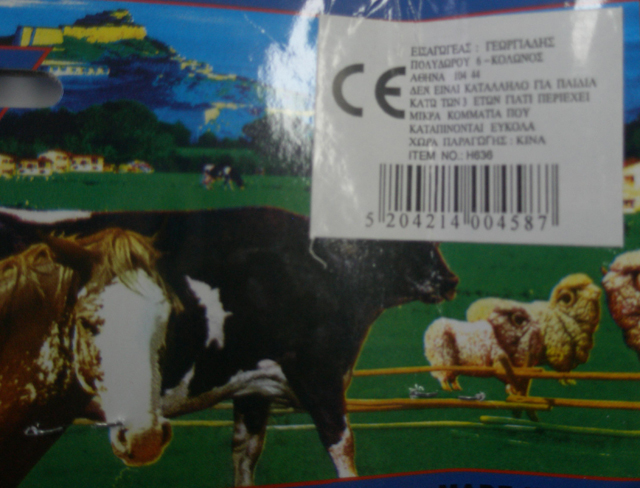 CE
ΕΙΣΑΓΩΓΕΑΣ : ΓΕΩΡΓΙΑΔΗΣ
ΠΟΛΥΔΩΡΟΥ 6 - ΚΟΛΩΝΟΣ
ΑΘΗΝΑ 104 44
ΔΕΝ ΕΙΝΑΙ ΚΑΤΑΛΛΗΛΟ ΓΙΑ ΠΑΙΔΙΑ
ΚΑΤΩ ΤΩΝ 3 ΕΤΩΝ ΓΙΑΤΙ ΠΕΡΙΕΧΕΙ
ΜΙΚΡΑ ΚΟΜΜΑΤΙΑ ΠΟΥ
ΚΑΤΑΠΙΝΟΝΤΑΙ ΕΥΚΟΛΑ
ΧΩΡΑ ΠΑΡΑΓΩΓΗΣ : ΚΙΝΑ
ITEM NO.: H636
5 204214 004587